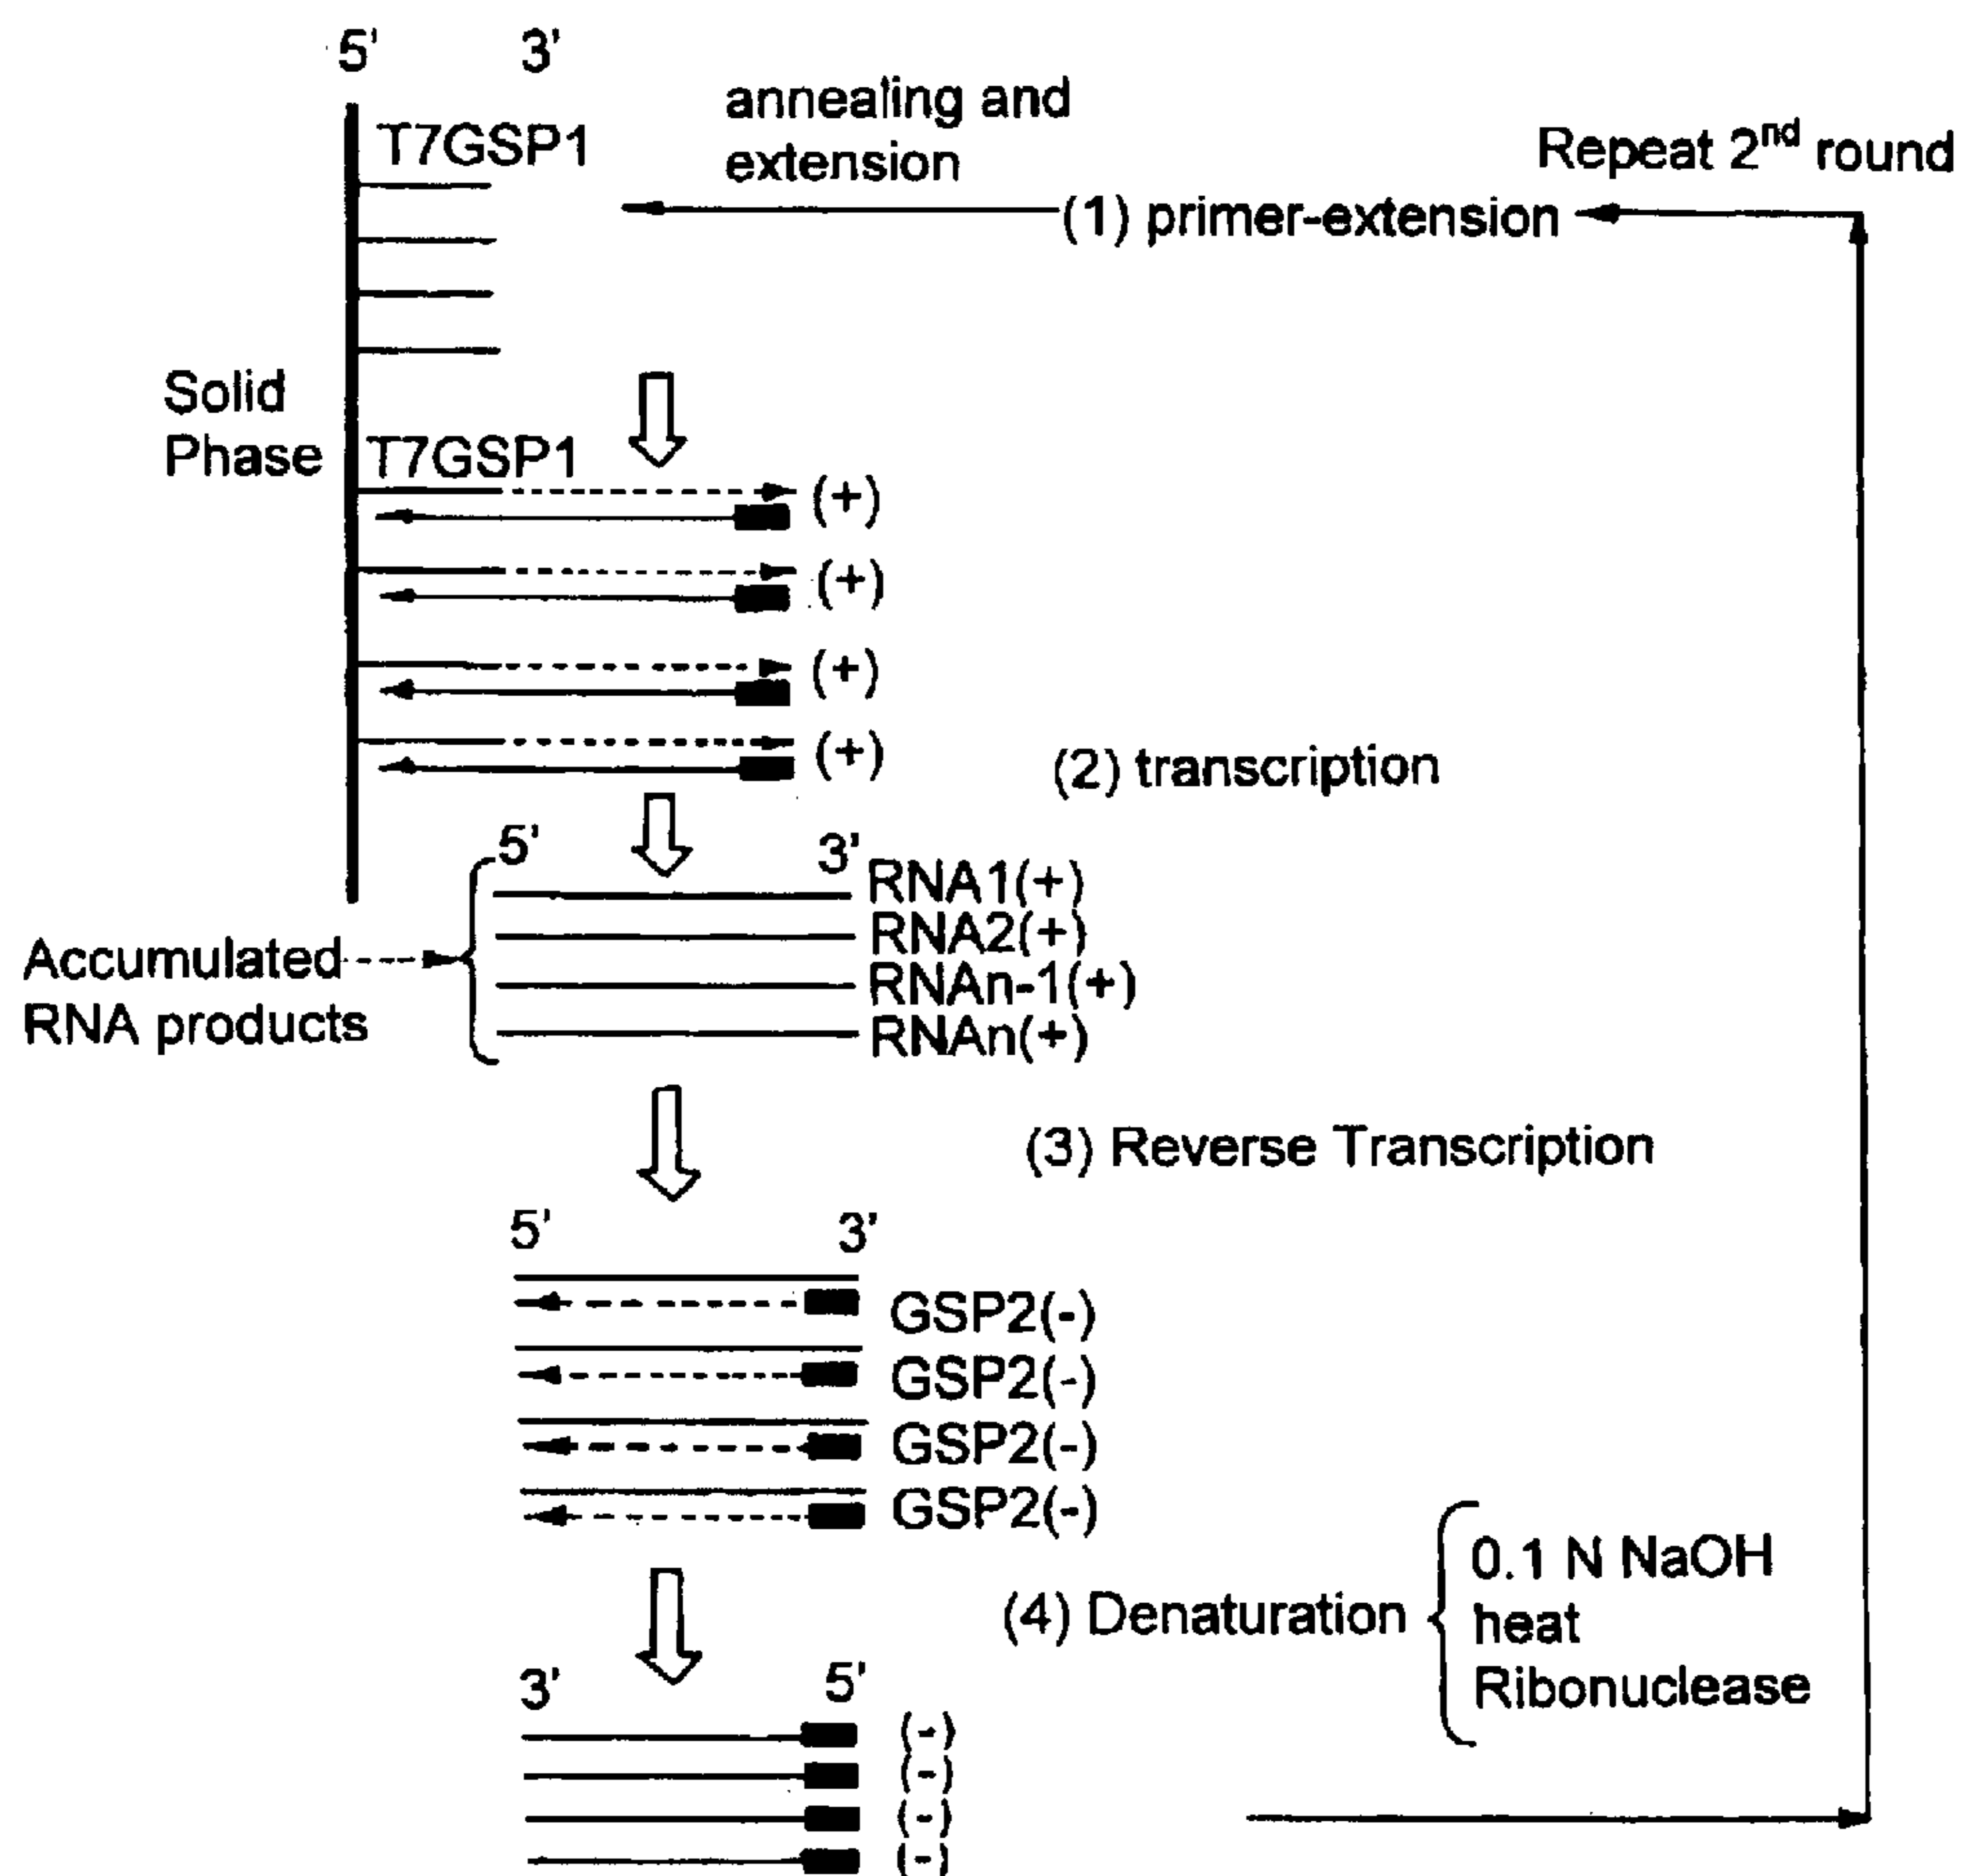 5' 3'
T7GSP1
annealing and
extension
Repeat 2nd round
(1) primer-extension
Solid
Phase
T7GSP1
(+)
(+)
(+)
(+)
(2) transcription
5' 3'
RNA1(+)
RNA2(+)
RNAn-1(+)
RNAn(+)
Accumulated
RNA products
(3) Reverse Transcription
5' 3'
GSP2(-)
GSP2(-)
GSP2(-)
GSP2(-)
(4) Denaturation
0.1 N NaOH
heat
Ribonuclease
3' 5'
(-)
(-)
(-)
(-)